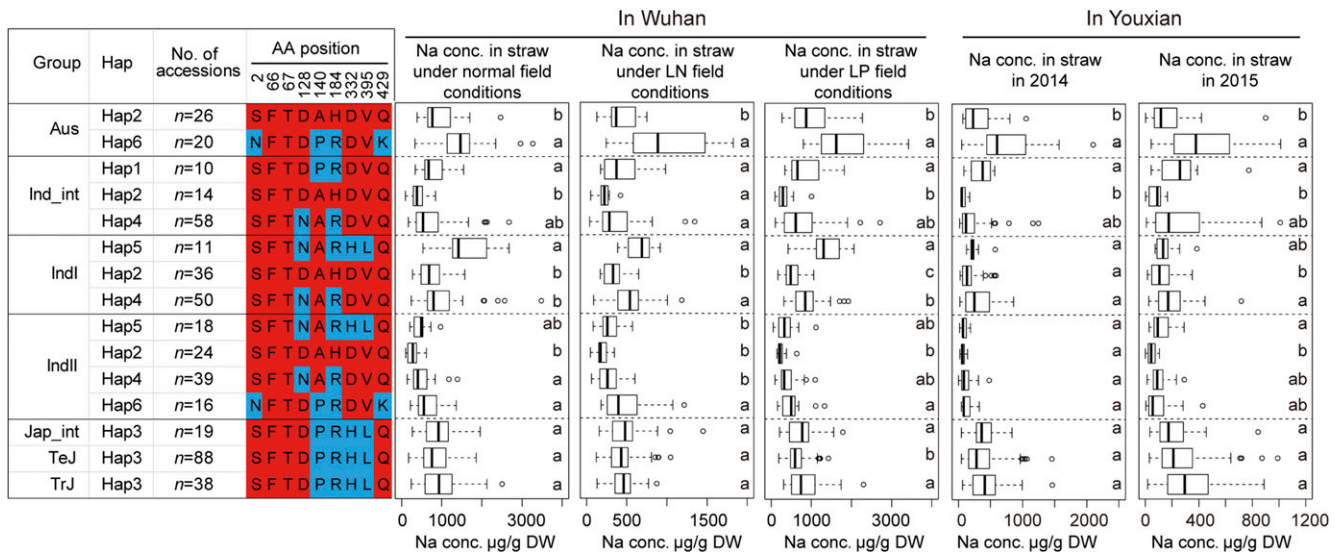 In Wuhan In Youxian
Group Hap No. of accessions AA position
2 66 67 128 140 184 332 395 429
Na conc. in straw under normal field conditions
Na conc. in straw under LN field conditions
Na conc. in straw under LP field conditions
Na conc. in straw in 2014
Na conc. in straw in 2015
Aus Hap2 n=26 S F T D A H D V Q b b b b b
Hap6 n=20 N F T D P R D V K a a a a a
Ind_int Hap1 n=10 S F T D P R D V Q a a a a a
Hap2 n=14 S F T D A H D V Q b b b b b
Hap4 n=58 S F T N A R D V Q ab a ab ab ab
IndI Hap5 n=11 S F T N A R H L Q a a a a ab
Hap2 n=36 S F T D A H D V Q b b c a b
Hap4 n=50 S F T N A R D V Q b a b a a
IndII Hap5 n=18 S F T N A R H L Q ab b ab a a
Hap2 n=24 S F T D A H D V Q b b b a b
Hap4 n=39 S F T N A R D V Q a b ab a ab
Hap6 n=16 N F T D P R D V K a a a a ab
Jap_int Hap3 n=19 S F T D P R H L Q a a a a a
TeJ Hap3 n=88 S F T D P R H L Q a a b a a
TrJ Hap3 n=38 S F T D P R H L Q a a a a a
0 1000 3000 0 500 1000 2000 0 1000 3000 0 1000 2000 0 400 800 1200
Na conc. µg/g DW Na conc. µg/g DW Na conc. µg/g DW Na conc. µg/g DW Na conc. µg/g DW